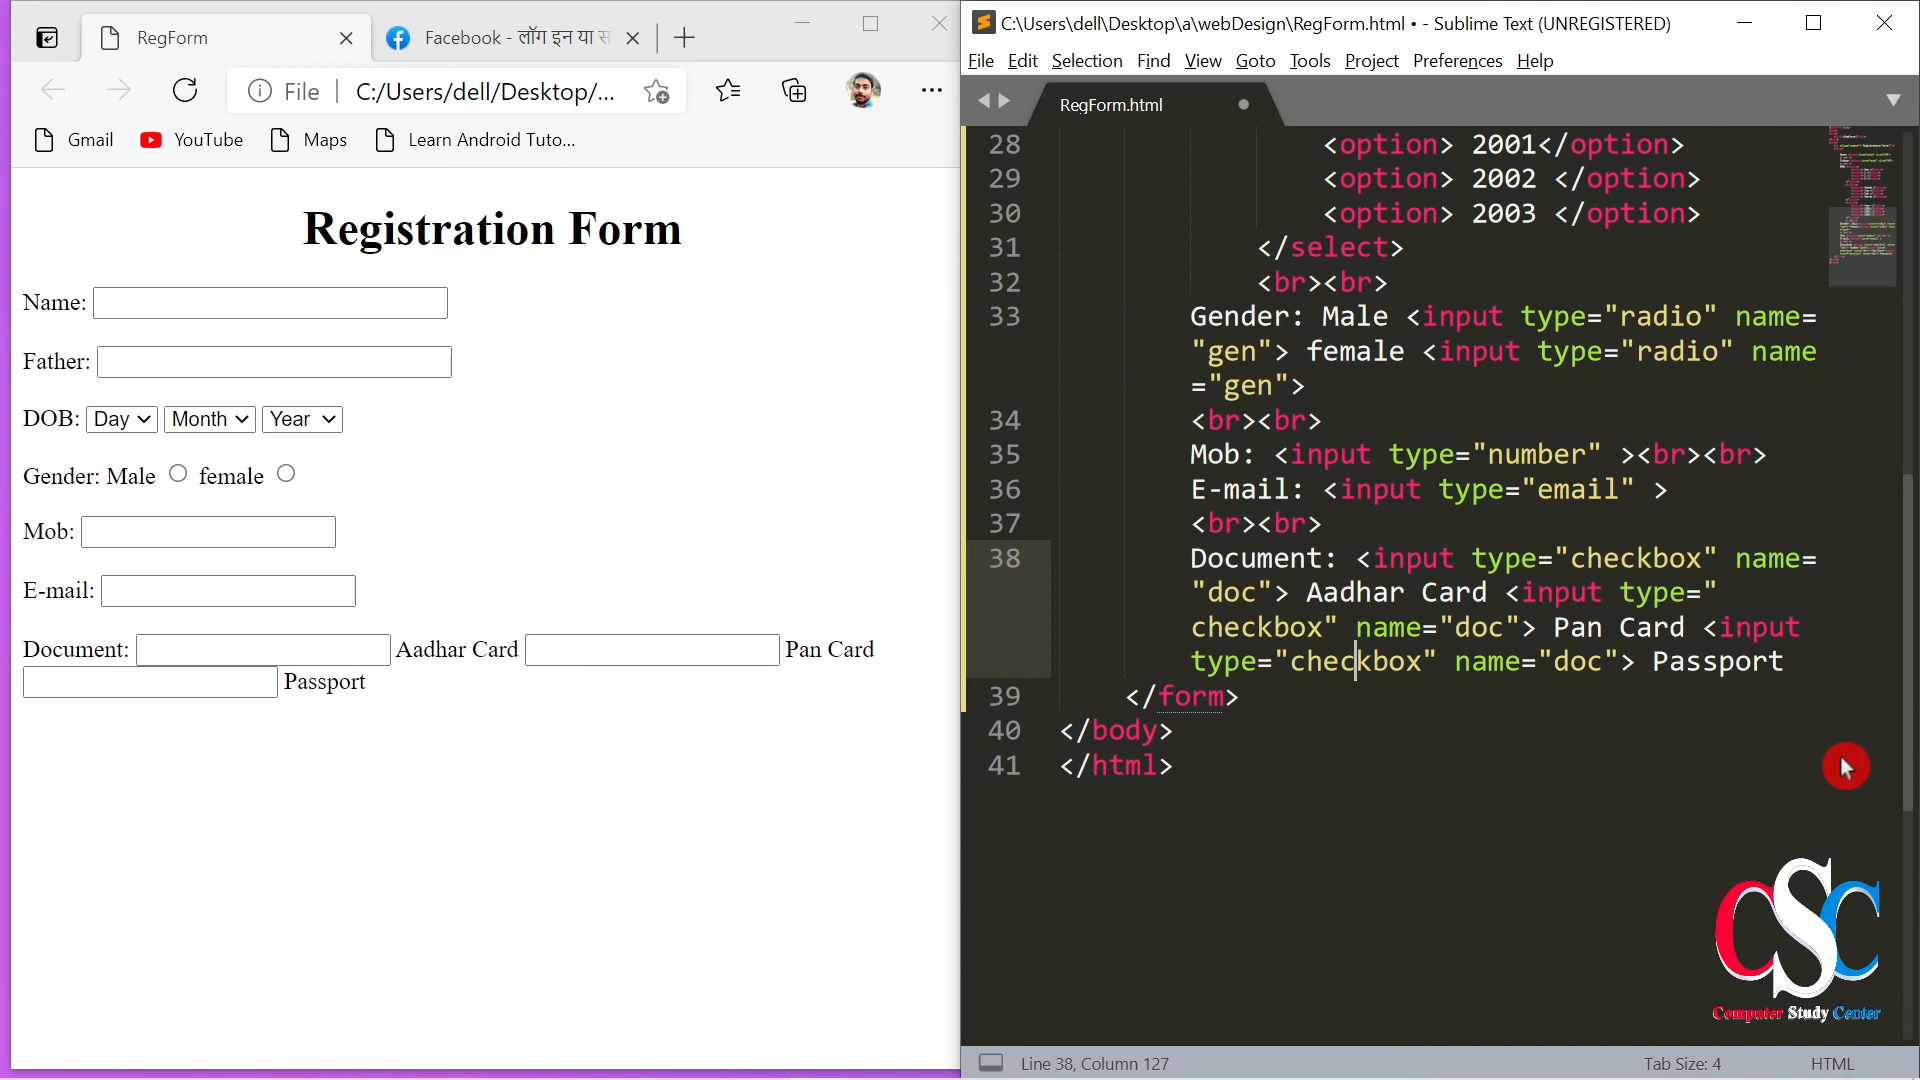 RegForm
Facebook - लॉग इन या स
File
C:/Users/dell/Desktop/...
Gmail
YouTube
Maps
Learn Android Tuto...
Registration Form
Name:
Father:
DOB: Day Month Year
Gender: Male female
Mob:
E-mail:
Document: Aadhar Card Pan Card
Passport
C:\Users\dell\Desktop\a\webDesign\RegForm.html • - Sublime Text (UNREGISTERED)
File Edit Selection Find View Goto Tools Project Preferences Help
RegForm.html
28 <option> 2001</option>
29 <option> 2002 </option>
30 <option> 2003 </option>
31 </select>
32 <br><br>
33 Gender: Male <input type="radio" name=
"gen"> female <input type="radio" name
="gen">
34 <br><br>
35 Mob: <input type="number" ><br><br>
36 E-mail: <input type="email" >
37 <br><br>
38 Document: <input type="checkbox" name=
"doc"> Aadhar Card <input type="
checkbox" name="doc"> Pan Card <input
type="checkbox" name="doc"> Passport
39 </form>
40 </body>
41 </html>
CSC
Computer Study Center
Line 38, Column 127
Tab Size: 4
HTML